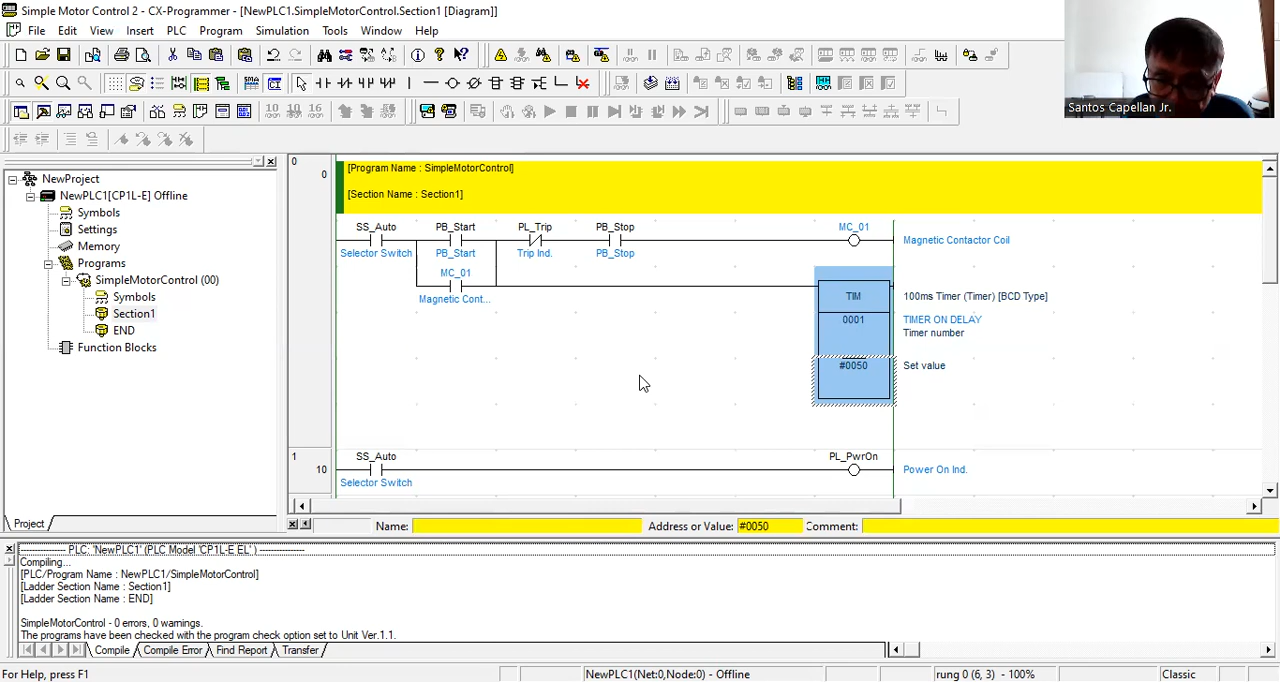 Simple Motor Control 2 - CX-Programmer - [NewPLC1.SimpleMotorControl.Section1 [Diagram]]
File Edit View Insert PLC Program Simulation Tools Window Help
Santos Capellan Jr.
10 10 16
NewProject
NewPLC1[CP1L-E] Offline
Symbols
Settings
Memory
Programs
SimpleMotorControl (00)
Symbols
Section1
END
Function Blocks
Project
0
0
[Program Name : SimpleMotorControl]
[Section Name : Section1]
SS_Auto PB_Start PL_Trip PB_Stop MC_01
Magnetic Contactor Coil
Selector Switch PB_Start Trip Ind. PB_Stop
MC_01
Magnetic Cont...
TIM 100ms Timer (Timer) [BCD Type]
0001 TIMER ON DELAY
Timer number
#0050 Set value
1
10
SS_Auto PL_PwrOn
Power On Ind.
Selector Switch
Name: Address or Value: #0050 Comment:
-------------- PLC: 'NewPLC1' (PLC Model 'CP1L-E EL') --------------
Compiling...
[PLC/Program Name : NewPLC1/SimpleMotorControl]
[Ladder Section Name : Section1]
[Ladder Section Name : END]
SimpleMotorControl - 0 errors, 0 warnings.
The programs have been checked with the program check option set to Unit Ver.1.1.
Compile Compile Error Find Report Transfer
For Help, press F1 NewPLC1(Net:0,Node:0) - Offline rung 0 (6, 3) - 100% Classic